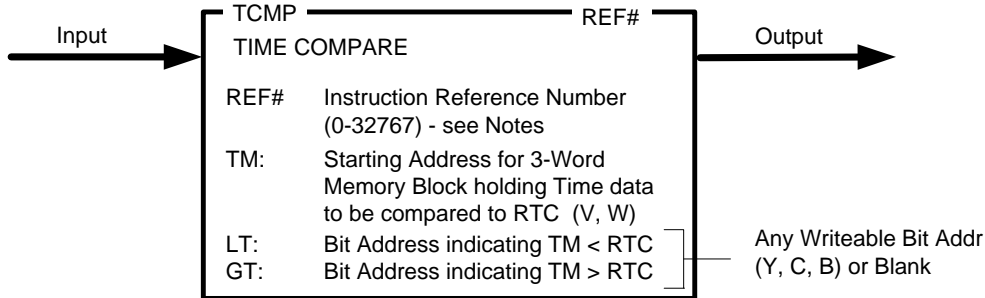 TCMP REF#
Input
Output
TIME COMPARE
REF# Instruction Reference Number
(0-32767) - see Notes
TM: Starting Address for 3-Word
Memory Block holding Time data
to be compared to RTC (V, W)
LT: Bit Address indicating TM < RTC
GT: Bit Address indicating TM > RTC
Any Writeable Bit Addr
(Y, C, B) or Blank